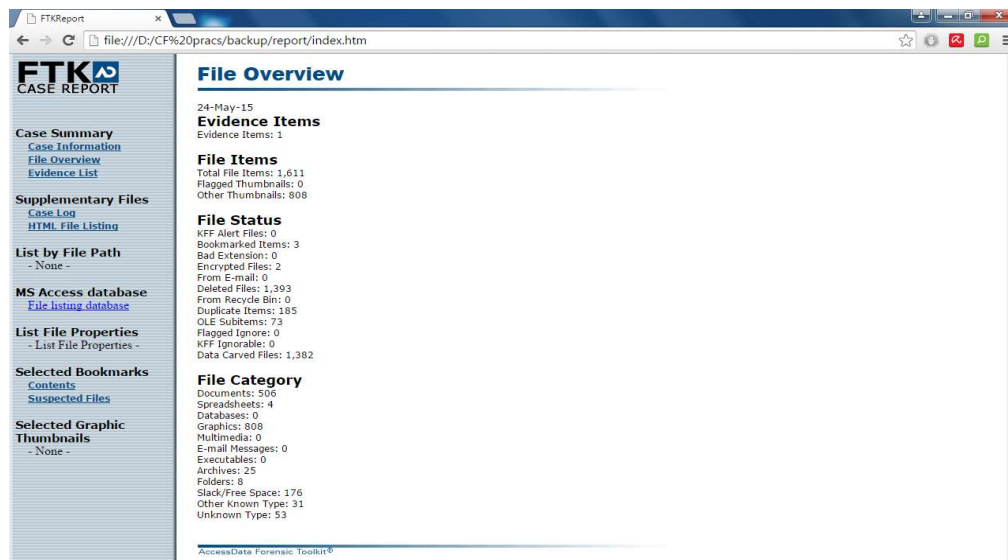 FTKReport
file:///D:/CF%20pracs/backup/report/index.htm
FTK
CASE REPORT
Case Summary
Case Information
File Overview
Evidence List
Supplementary Files
Case Log
HTML File Listing
List by File Path
- None -
MS Access database
File listing database
List File Properties
- List File Properties -
Selected Bookmarks
Contents
Suspected Files
Selected Graphic
Thumbnails
- None -
File Overview
24-May-15
Evidence Items
Evidence Items: 1
File Items
Total File Items: 1,611
Flagged Thumbnails: 0
Other Thumbnails: 808
File Status
KFF Alert Files: 0
Bookmarked Items: 3
Bad Extension: 0
Encrypted Files: 2
From E-mail: 0
Deleted Files: 1,393
From Recycle Bin: 0
Duplicate Items: 185
OLE Subitems: 73
Flagged Ignore: 0
KFF Ignorable: 0
Data Carved Files: 1,382
File Category
Documents: 506
Spreadsheets: 4
Databases: 0
Graphics: 808
Multimedia: 0
E-mail Messages: 0
Executables: 0
Archives: 25
Folders: 8
Slack/Free Space: 176
Other Known Type: 31
Unknown Type: 53
AccessData Forensic Toolkit®